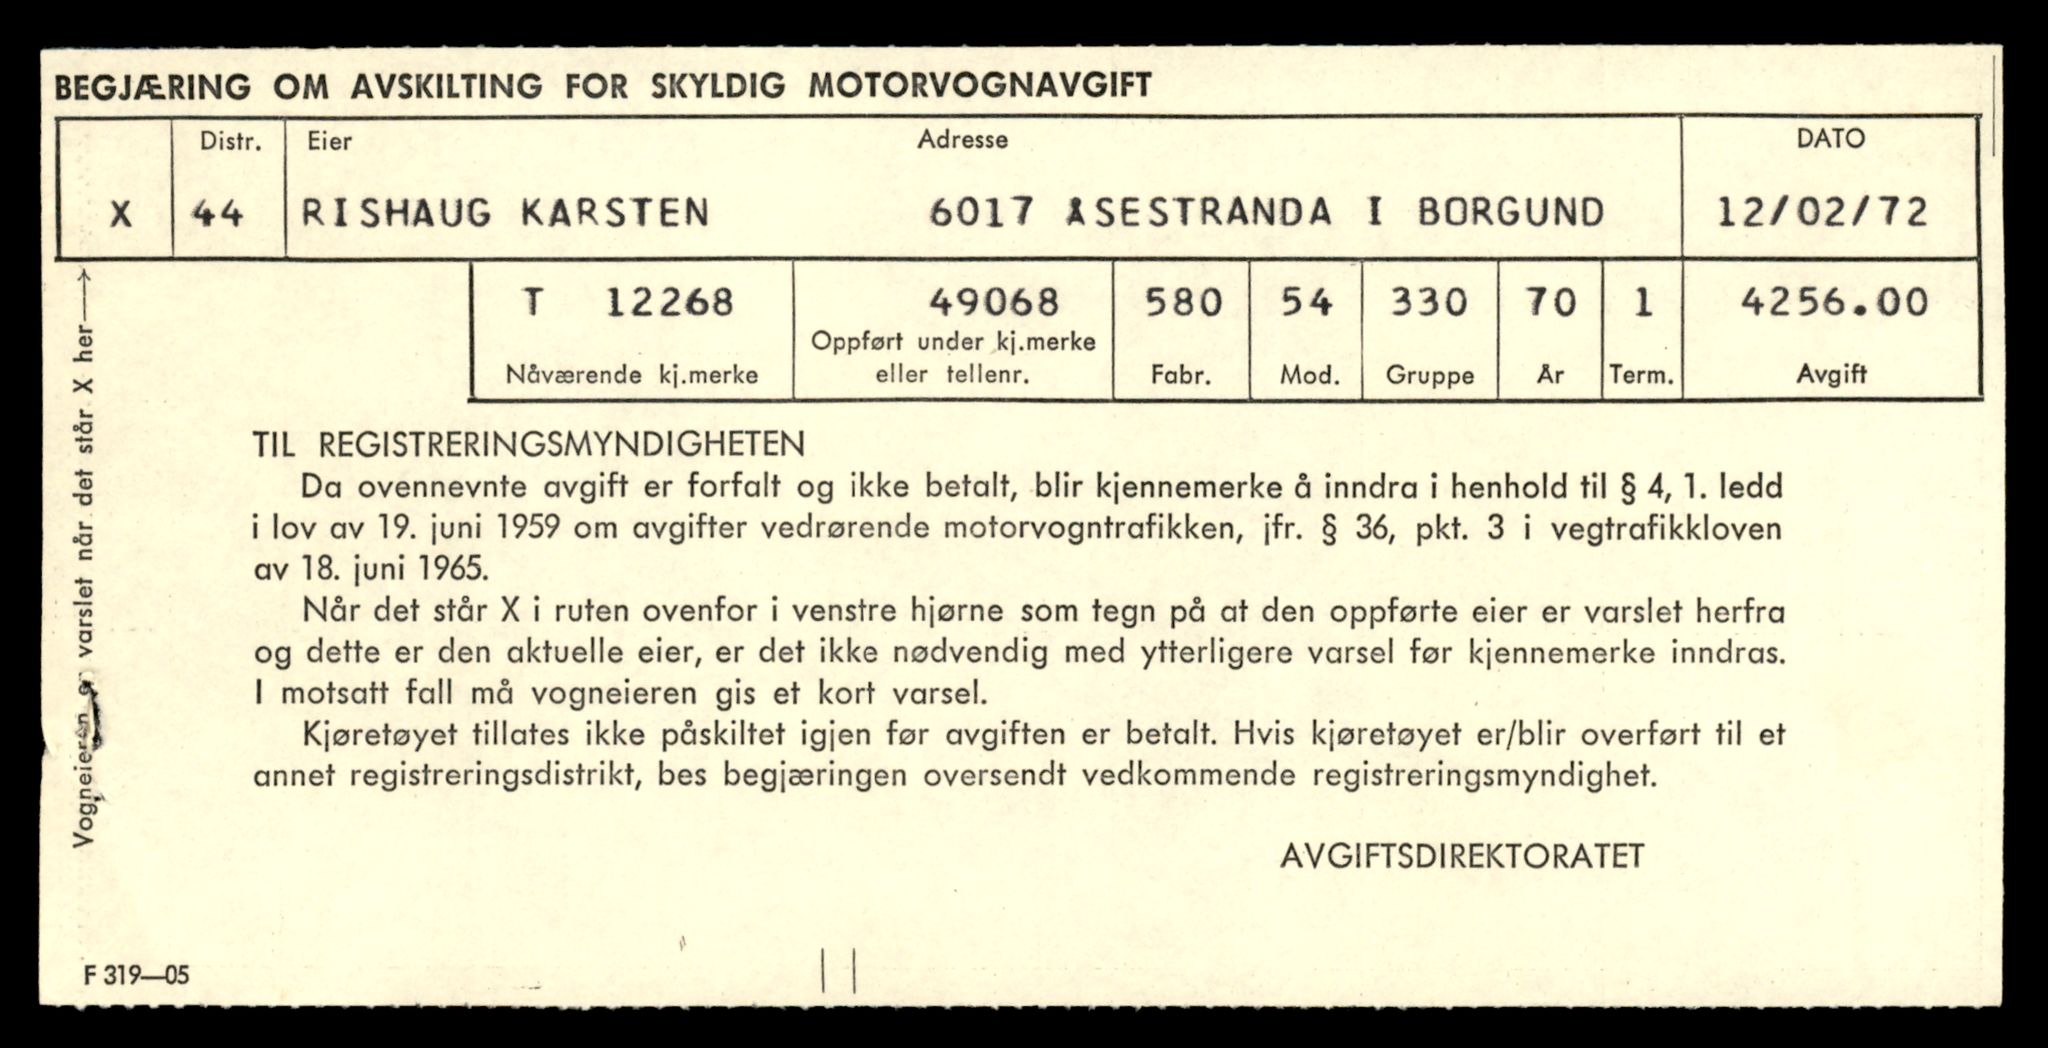 BEGJÆRING OM AVSKILTING FOR SKYLDIG MOTORVOGNAVGIFT
Distr. Eier Adresse DATO
X 44 RISHAUG KARSTEN 6017 ÅSESTRANDA I BORGUND 12/02/72
T 12268 49068 580 54 330 70 1 4256.00
Oppført under kj.merke
Nåværende kj.merke eller tellenr. Fabr. Mod. Gruppe År Term. Avgift
Vogneieren er varslet når det står X her→
TIL REGISTRERINGSMYNDIGHETEN
Da ovennevnte avgift er forfalt og ikke betalt, blir kjennemerke å inndra i henhold til § 4, 1. ledd
i lov av 19. juni 1959 om avgifter vedrørende motorvogntrafikken, jfr. § 36, pkt. 3 i vegtrafikkloven
av 18. juni 1965.
Når det står X i ruten ovenfor i venstre hjørne som tegn på at den oppførte eier er varslet herfra
og dette er den aktuelle eier, er det ikke nødvendig med ytterligere varsel før kjennemerke inndras.
I motsatt fall må vogneieren gis et kort varsel.
Kjøretøyet tillates ikke påskiltet igjen før avgiften er betalt. Hvis kjøretøyet er/blir overført til et
annet registreringsdistrikt, bes begjæringen oversendt vedkommende registreringsmyndighet.
AVGIFTSDIREKTORATET
F 319—05